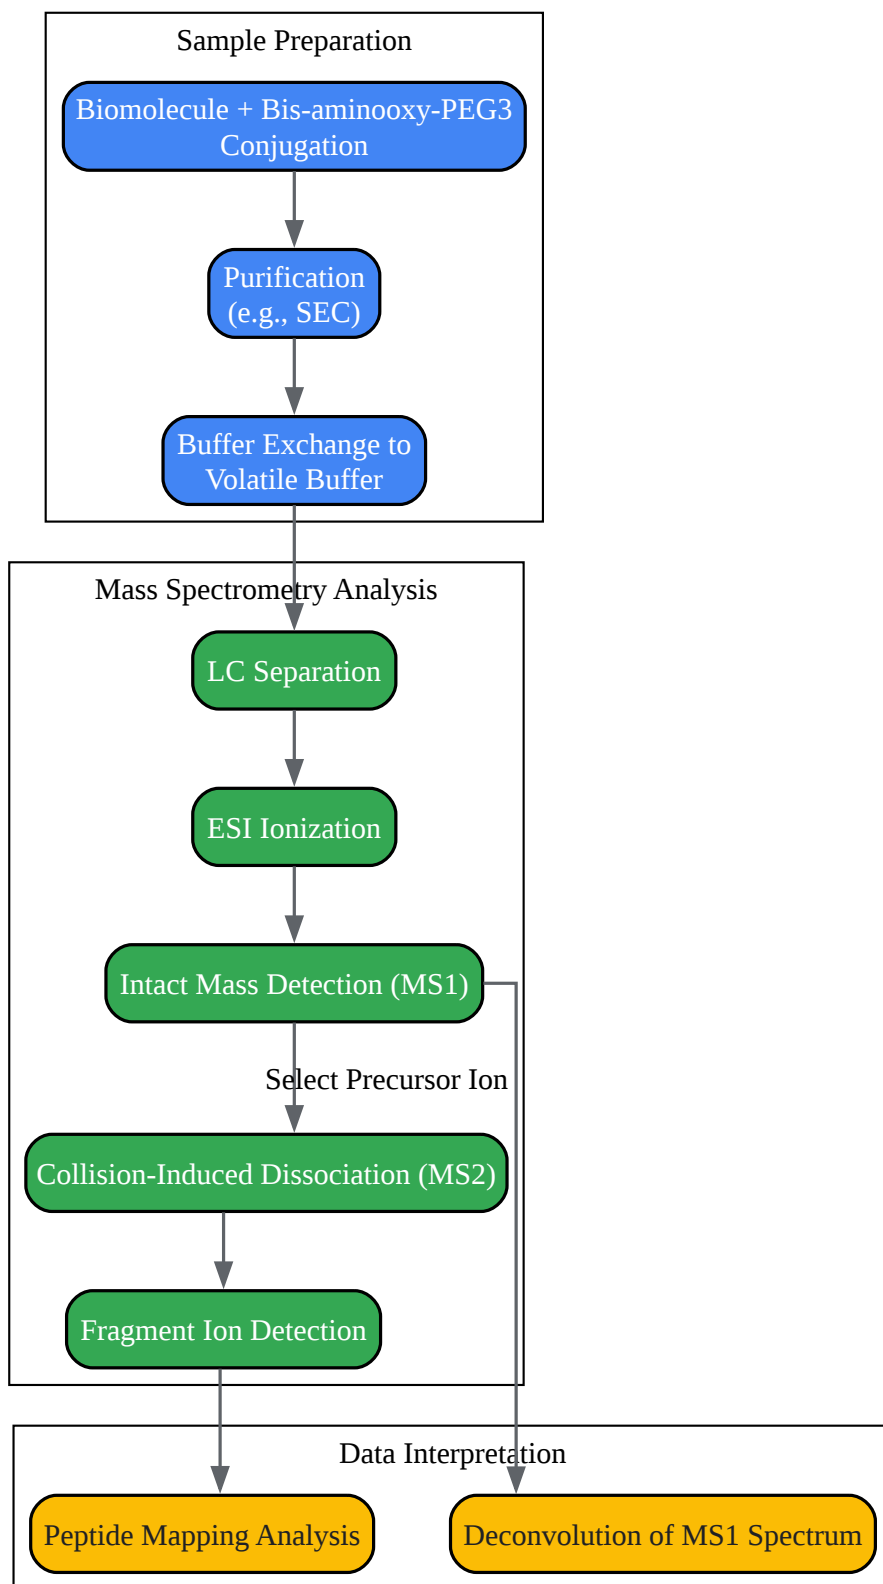 Sample Preparation
Biomolecule + Bis-aminooxy-PEG3
Conjugation
Purification
(e.g., SEC)
Buffer Exchange to
Volatile Buffer
Mass Spectrometry Analysis
LC Separation
ESI Ionization
Intact Mass Detection (MS1)
Select Precursor Ion
Collision-Induced Dissociation (MS2)
Fragment Ion Detection
Data Interpretation
Peptide Mapping Analysis
Deconvolution of MS1 Spectrum